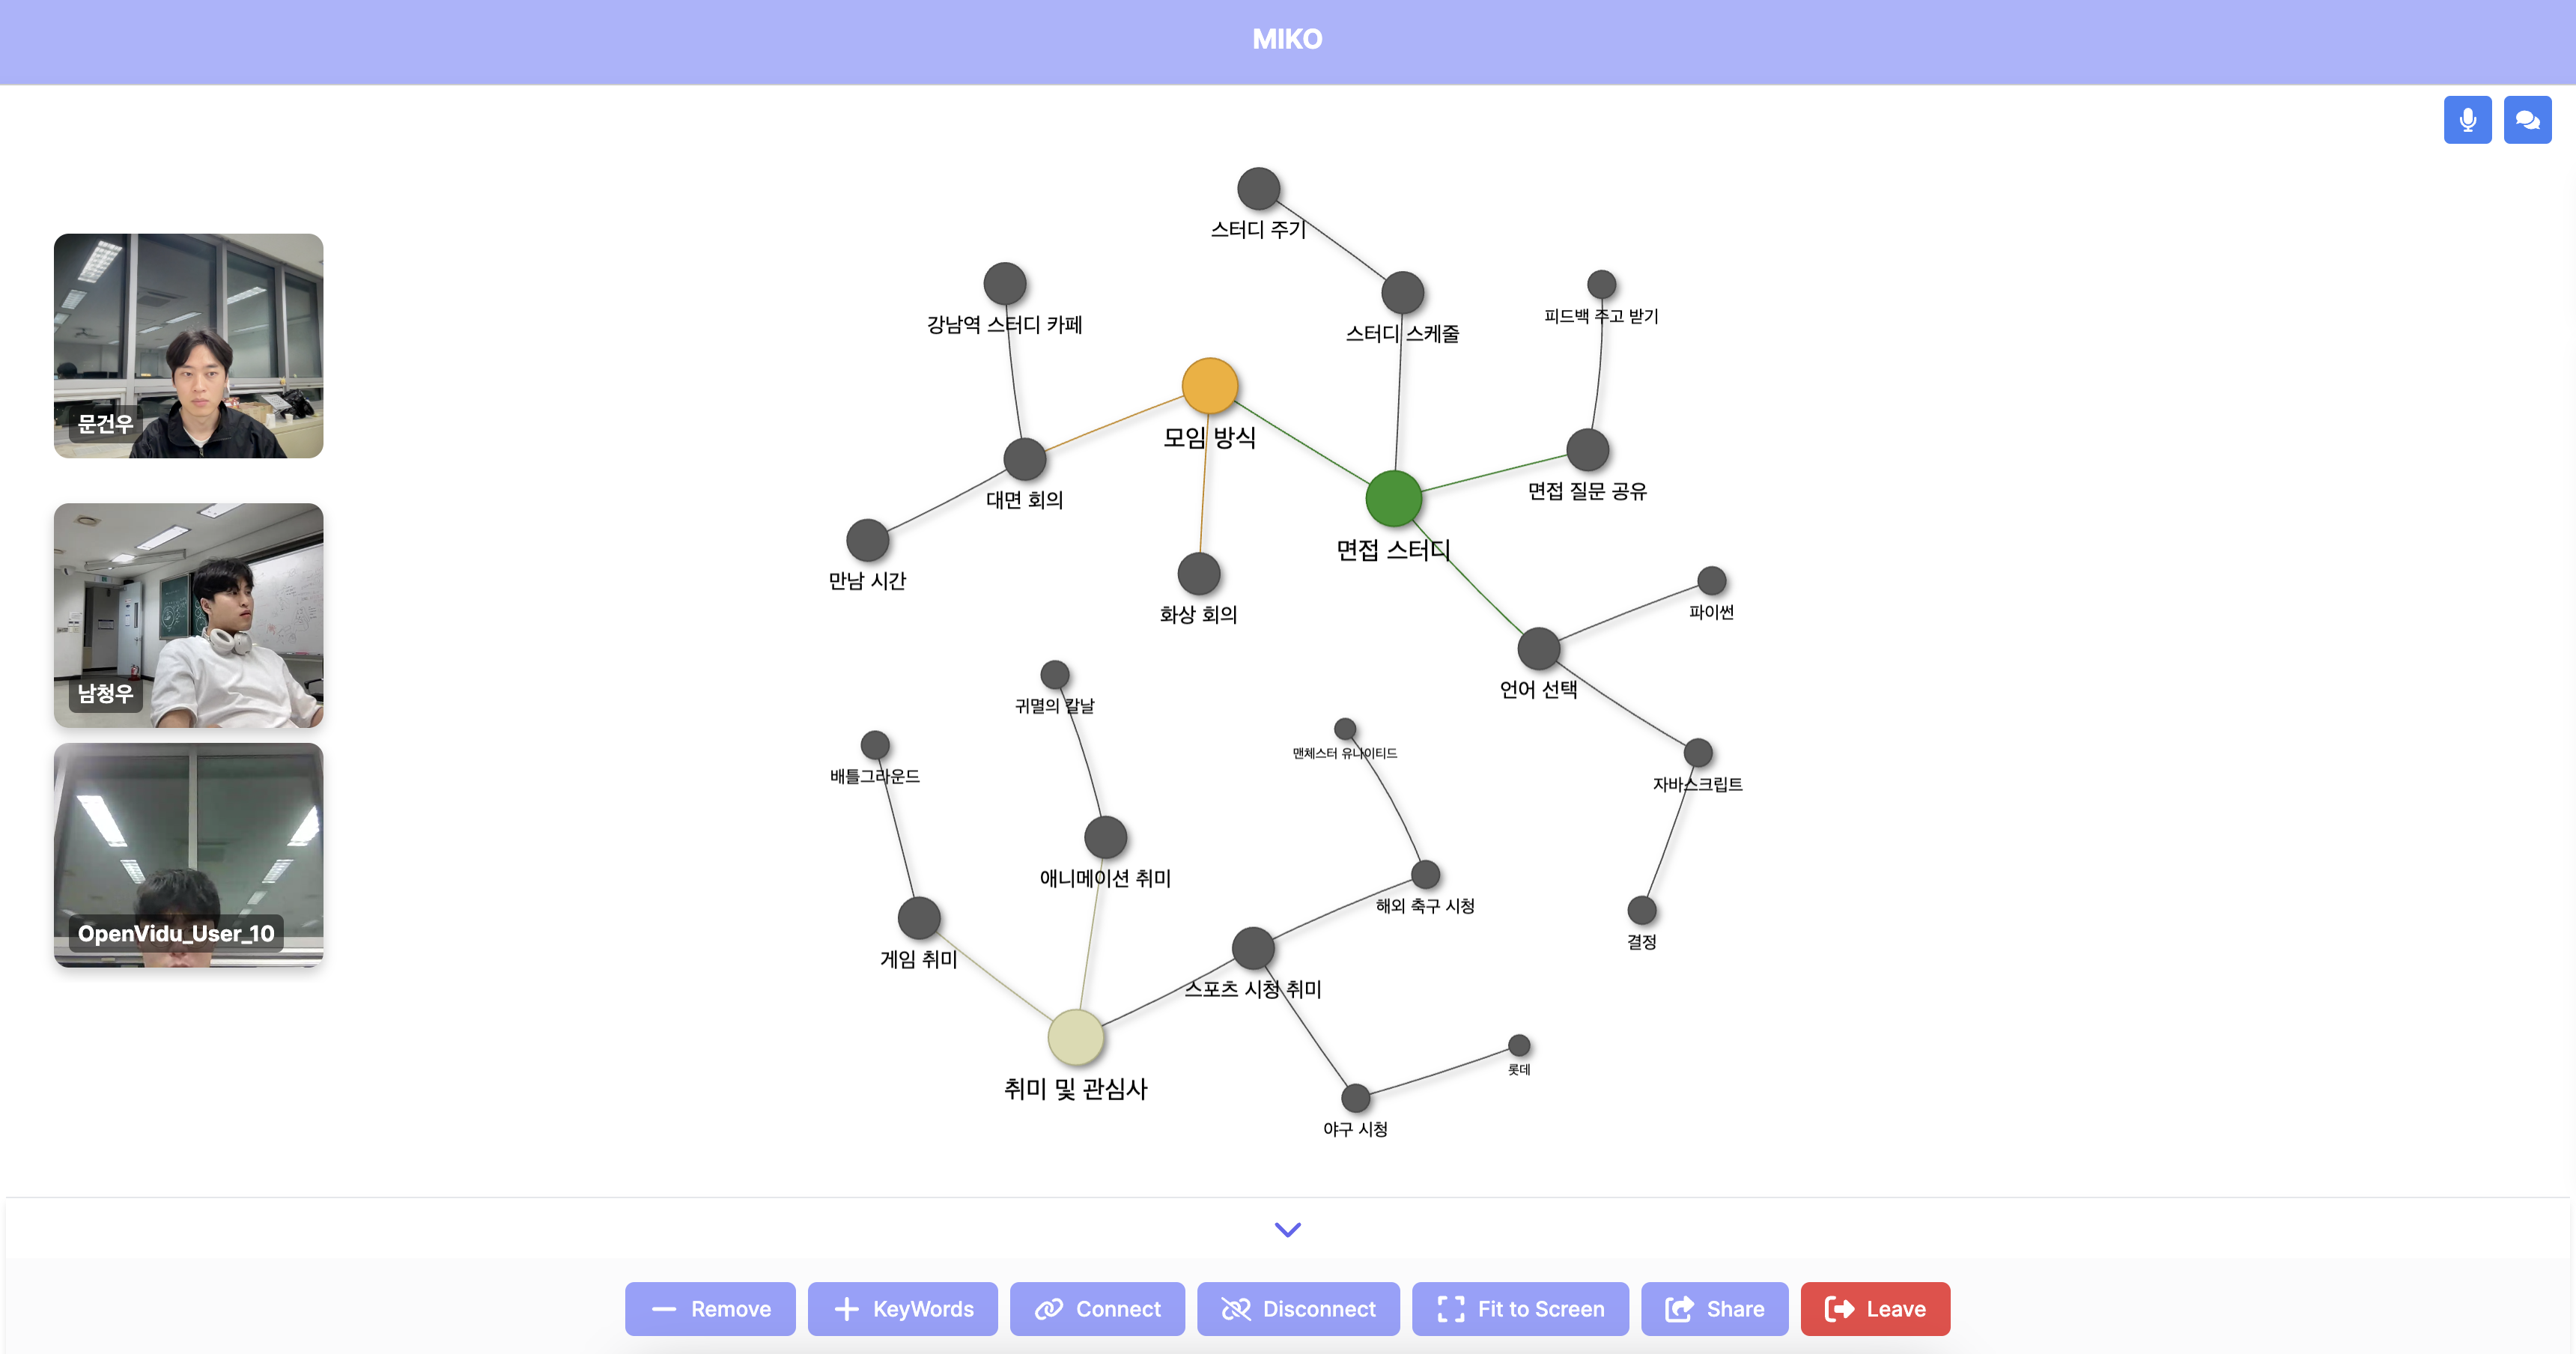 MIKO
문건우
남청우
OpenVidu_User_10
스터디 주기
강남역 스터디 카페
스터디 스케줄
피드백 주고 받기
모임 방식
대면 회의
면접 질문 공유
면접 스터디
만남 시간
화상 회의
파이썬
언어 선택
귀멸의 칼날
맨체스터 유나이티드
배틀그라운드
자바스크립트
애니메이션 취미
해외 축구 시청
결정
게임 취미
스포츠 시청 취미
롯데
취미 및 관심사
야구 시청
Remove
KeyWords
Connect
Disconnect
Fit to Screen
Share
Leave